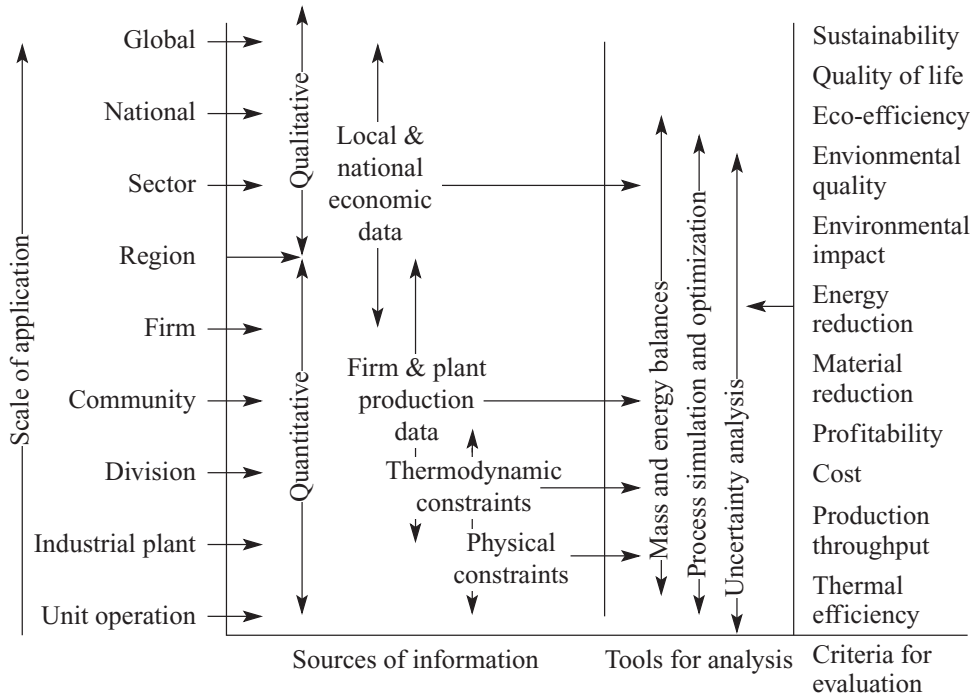 Scale of application
Global
National
Sector
Region
Firm
Community
Division
Industrial plant
Unit operation
Qualitative
Quantitative
Local &
national
economic
data
Firm & plant
production
data
Thermodynamic
constraints
Physical
constraints
Mass and energy balances
Process simulation and optimization
Uncertainty analysis
Sustainability
Quality of life
Eco-efficiency
Envionmental
quality
Environmental
impact
Energy
reduction
Material
reduction
Profitability
Cost
Production
throughput
Thermal
efficiency
Sources of information
Tools for analysis
Criteria for
evaluation